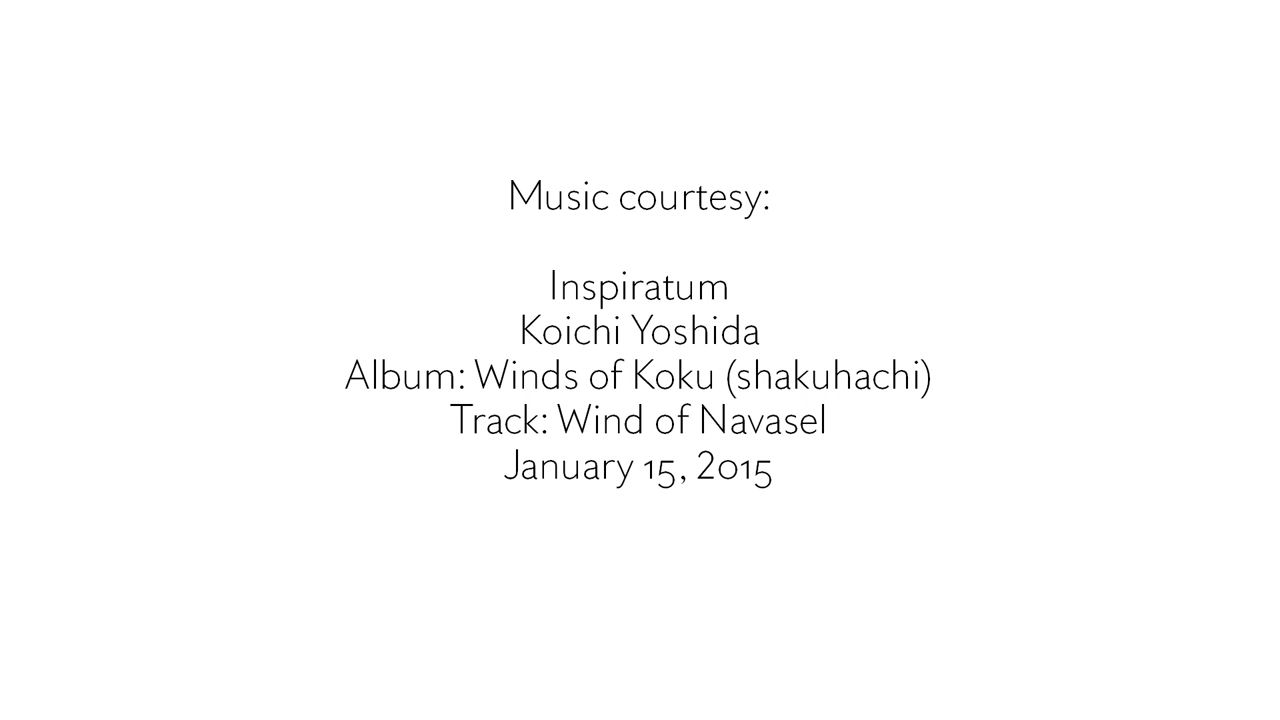 Music courtesy:
Inspiratum
Koichi Yoshida
Album: Winds of Koku (shakuhachi)
Track: Wind of Navasel
January 15, 2015